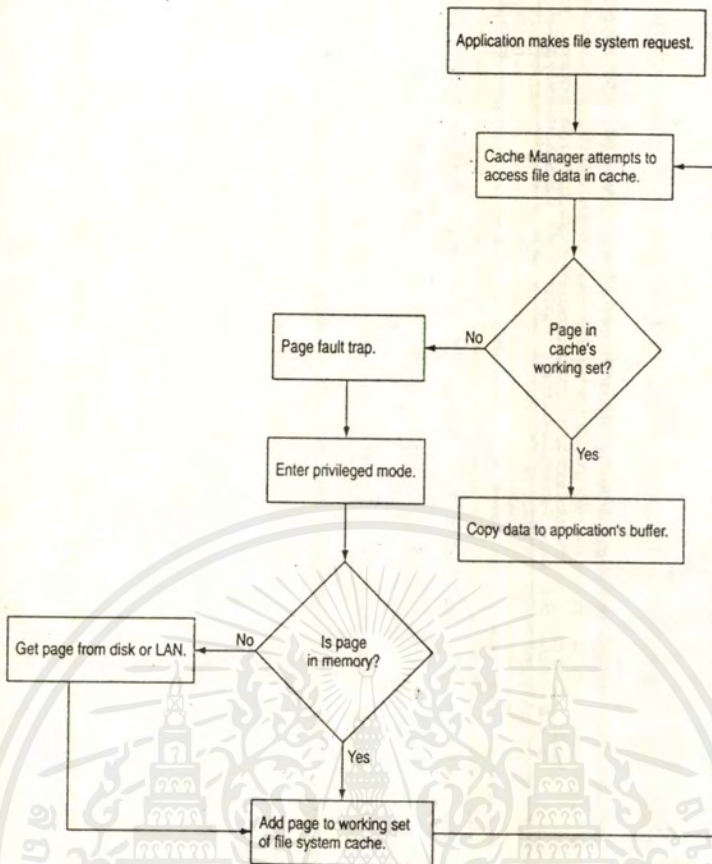 Application makes file system request.
Cache Manager attempts to
access file data in cache.
Page in
cache's
working set?
No
Page fault trap.
Yes
Enter privileged mode.
Copy data to application's buffer.
Is page
in memory?
No
Get page from disk or LAN.
Yes
Add page to working set
of file system cache.